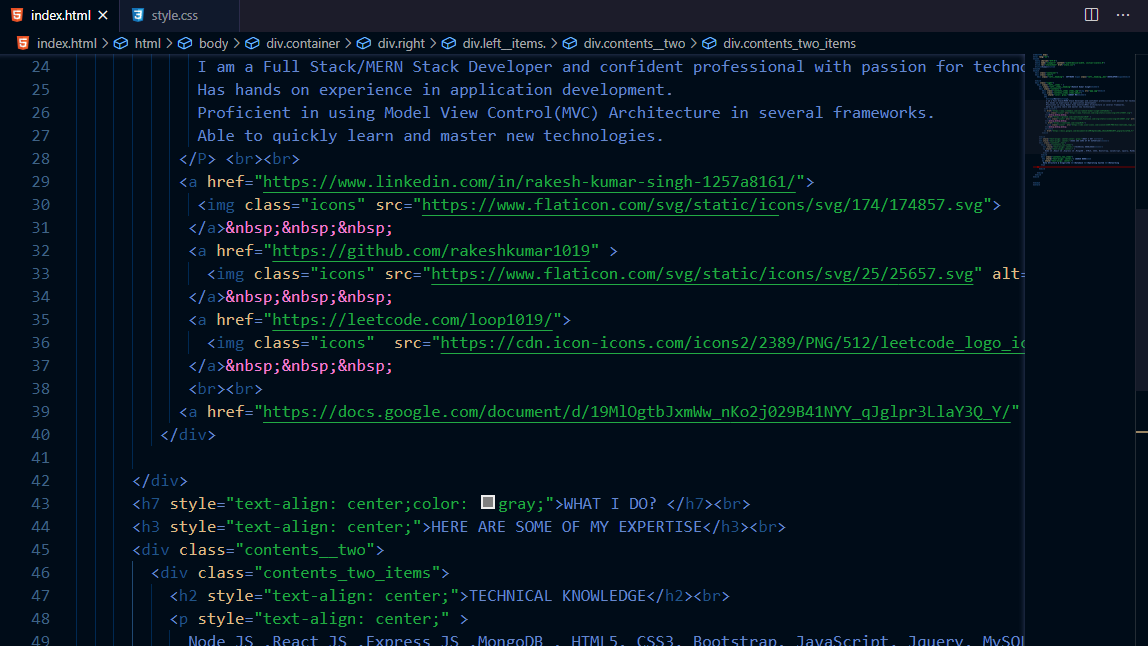 index.html
style.css
index.html > html > body > div.container > div.right > div.left__items. > div.contents__two > div.contents_two_items
24 I am a Full Stack/MERN Stack Developer and confident professional with passion for techno
25 Has hands on experience in application development.
26 Proficient in using Model View Control(MVC) Architecture in several frameworks.
27 Able to quickly learn and master new technologies.
28 </P> <br><br>
29 <a href="https://www.linkedin.com/in/rakesh-kumar-singh-1257a8161/">
30 <img class="icons" src="https://www.flaticon.com/svg/static/icons/svg/174/174857.svg">
31 </a>&nbsp;&nbsp;&nbsp;
32 <a href="https://github.com/rakeshkumar1019" >
33 <img class="icons" src="https://www.flaticon.com/svg/static/icons/svg/25/25657.svg" alt=
34 </a>&nbsp;&nbsp;&nbsp;
35 <a href="https://leetcode.com/loop1019/">
36 <img class="icons"  src="https://cdn.icon-icons.com/icons2/2389/PNG/512/leetcode_logo_ic
37 </a>&nbsp;&nbsp;&nbsp;
38 <br><br>
39 <a href="https://docs.google.com/document/d/19MlOgtbJxmWw_nKo2j029B41NYY_qJglpr3LlaY3Q_Y/"
40 </div>
41
42 </div>
43 <h7 style="text-align: center;color: gray;">WHAT I DO? </h7><br>
44 <h3 style="text-align: center;">HERE ARE SOME OF MY EXPERTISE</h3><br>
45 <div class="contents__two">
46 <div class="contents_two_items">
47 <h2 style="text-align: center;">TECHNICAL KNOWLEDGE</h2><br>
48 <p style="text-align: center;" >
49 Node JS ,React JS ,Express JS ,MongoDB , HTML5, CSS3, Bootstrap, JavaScript, Jquery, MySQL